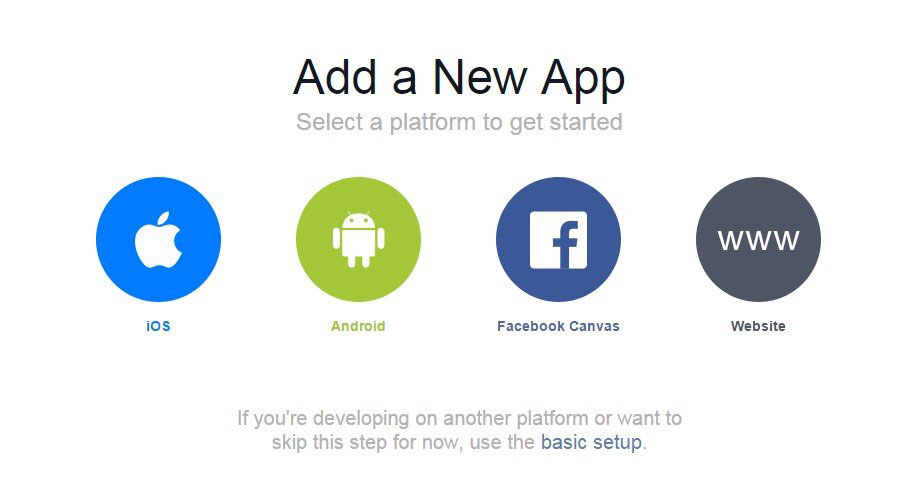 Add a New App
Select a platform to get started
www
iOS
Android
Facebook Canvas
Website
If you're developing on another platform or want to
skip this step for now, use the basic setup.